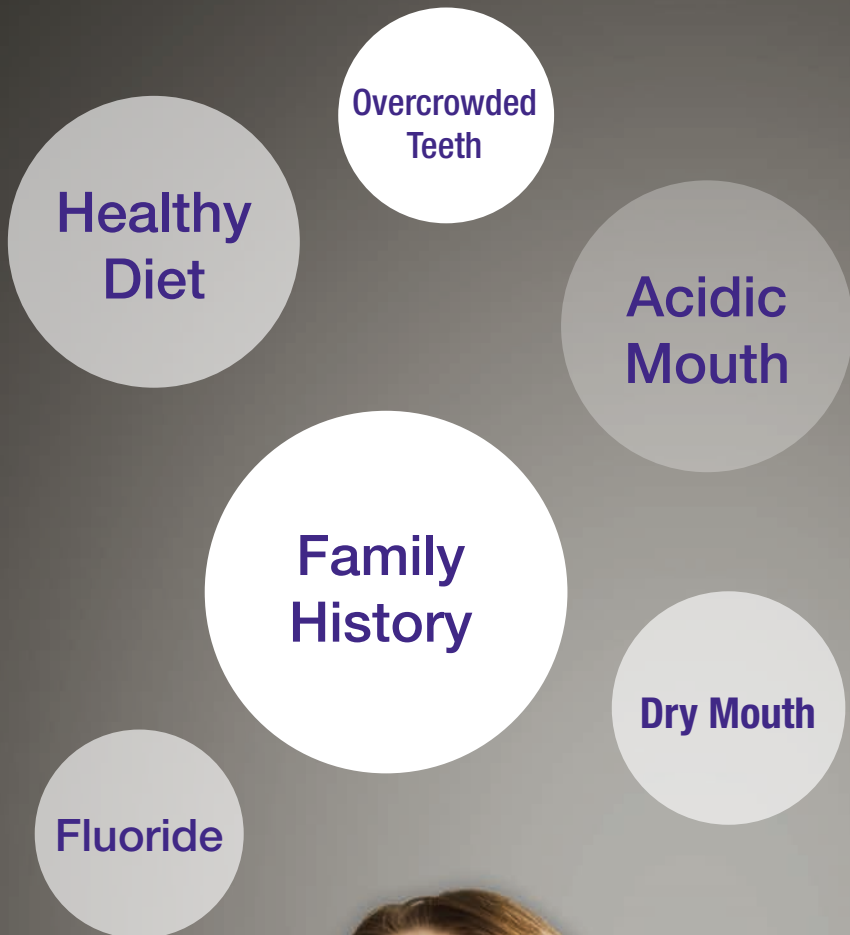 Overcrowded
Teeth
Healthy
Diet
Acidic
Mouth
Family
History
Dry Mouth
Fluoride